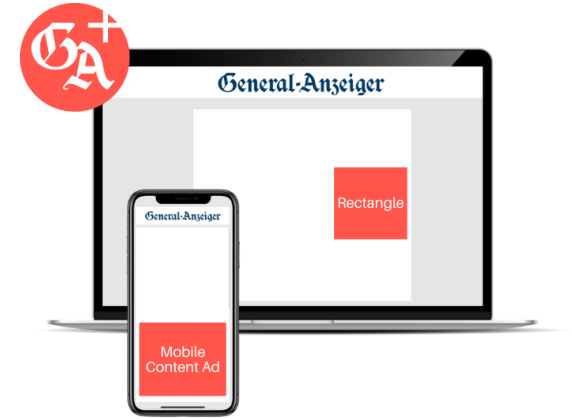 GA+
General-Anzeiger
Rectangle
General-Anzeiger
Mobile
Content Ad